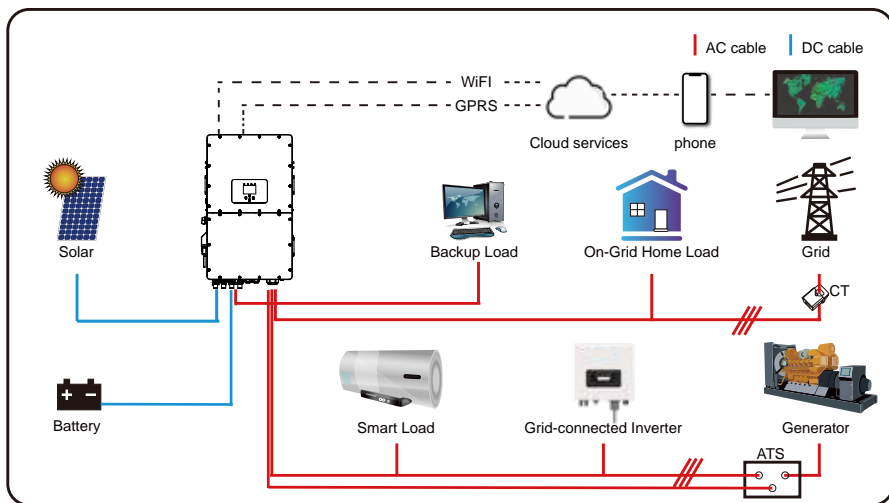 AC cable
DC cable
WiFI
GPRS
Cloud services
phone
Solar
Backup Load
On-Grid Home Load
Grid
CT
Battery
Smart Load
Grid-connected Inverter
Generator
ATS